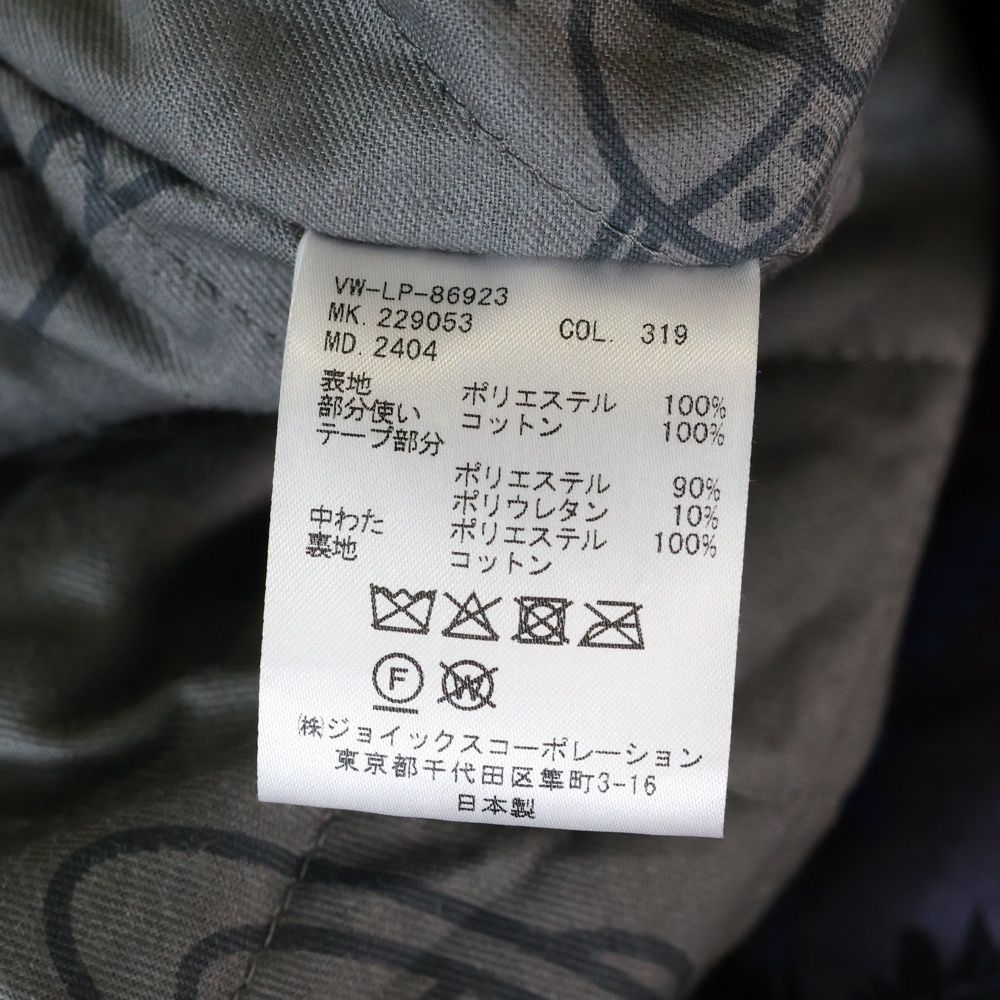 VW-LP-86923
MK. 229053 COL. 319
MD. 2404
表地 ポリエステル 100%
部分使い コットン 100%
テープ部分
ポリエステル 90%
ポリウレタン 10%
中わた ポリエステル 100%
裏地 コットン
F W
㈱ジョイックスコーポレーション
東京都千代田区隼町3-16
日本製